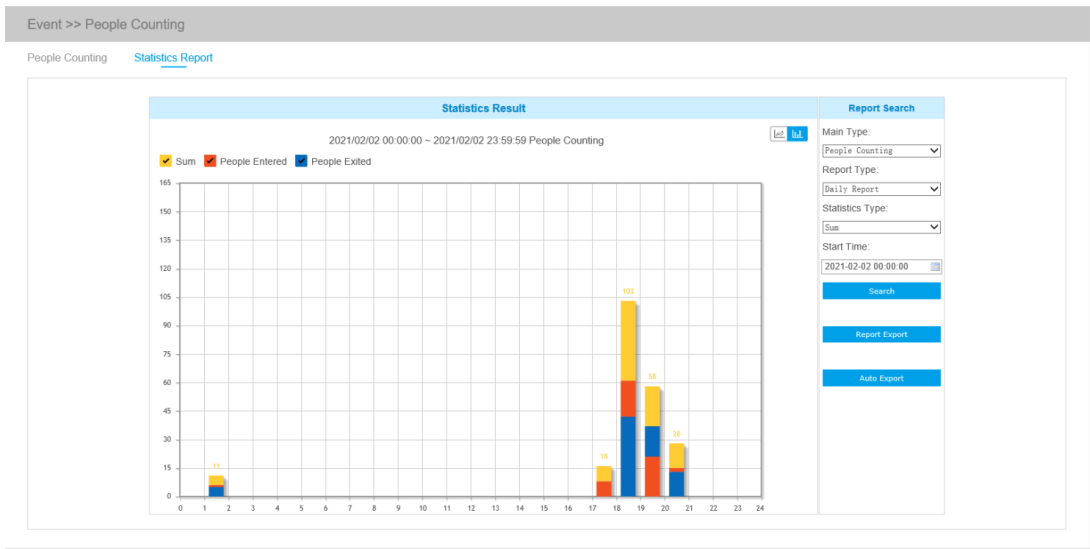 Event >> People Counting
People Counting Statistics Report
Statistics Result
2021/02/02 00:00:00 ~ 2021/02/02 23:59:59 People Counting
Sum People Entered People Exited
165
150
135
120
105
90
75
60
45
30
15
0
11
16
103
58
28
0 1 2 3 4 5 6 7 8 9 10 11 12 13 14 15 16 17 18 19 20 21 22 23 24
Report Search
Main Type:
People Counting
Report Type:
Daily Report
Statistics Type:
Sum
Start Time:
2021-02-02 00:00:00
Search
Report Export
Auto Export